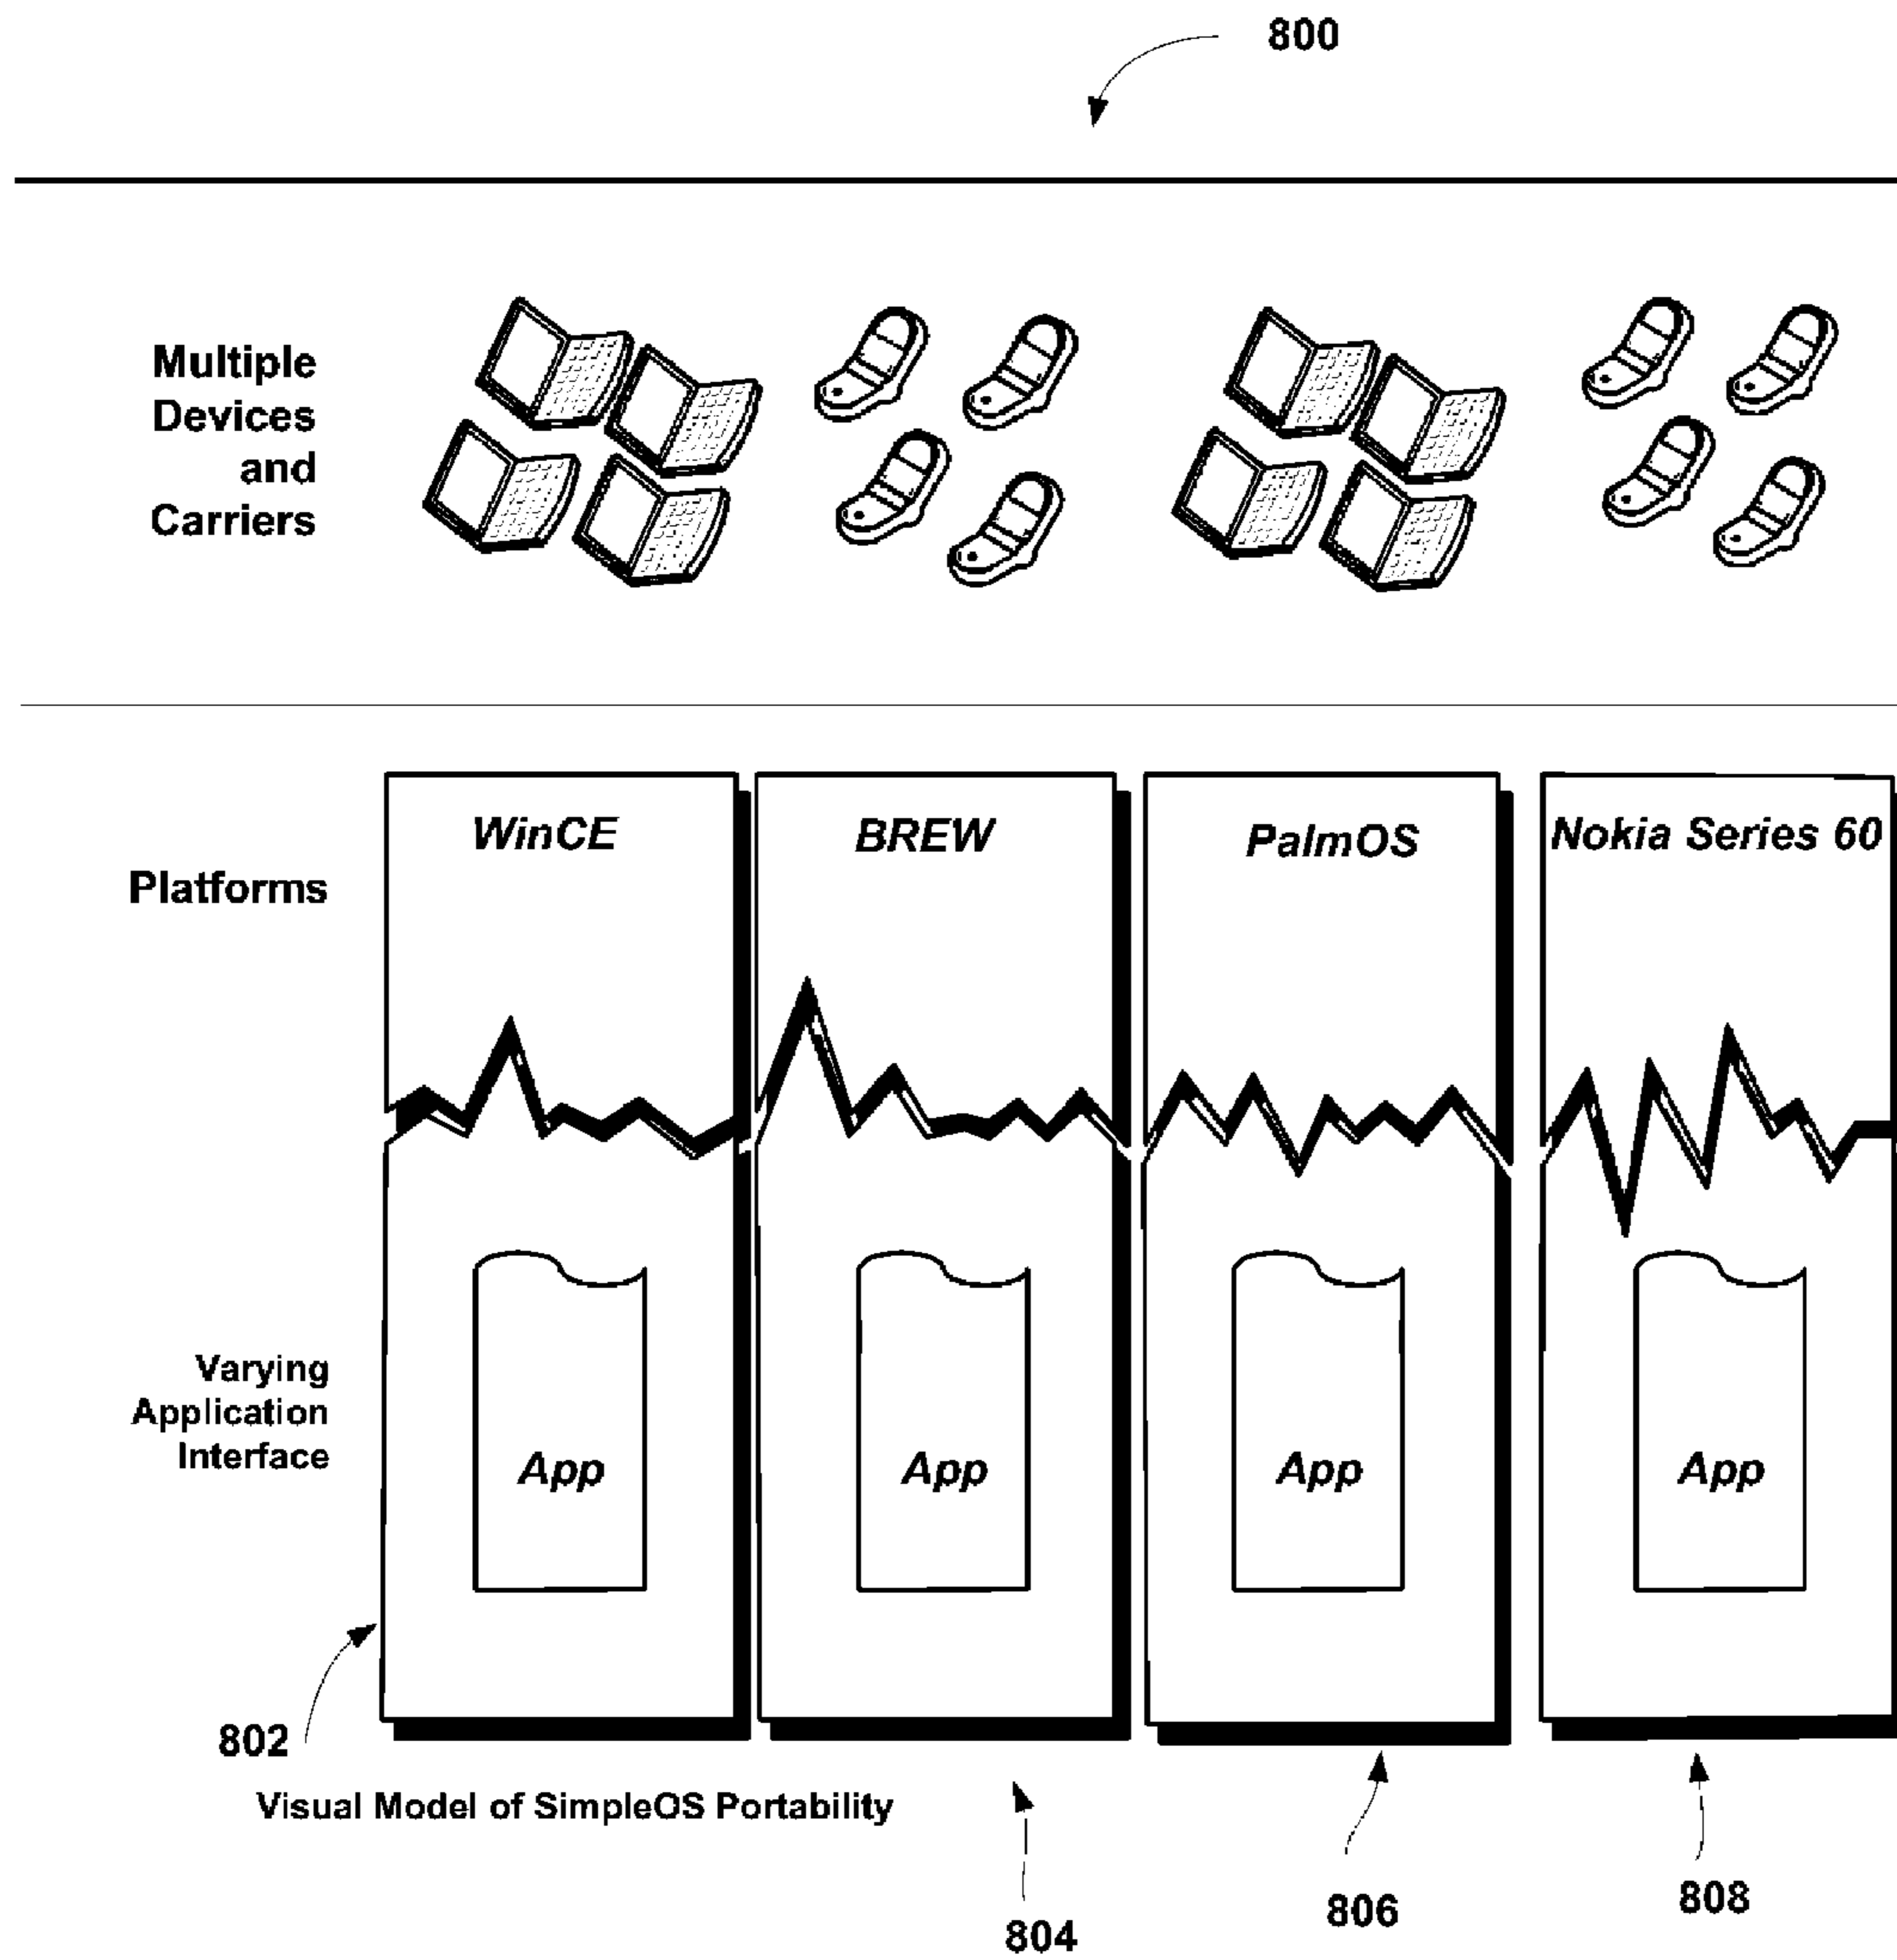 800
Multiple
Devices
and
Carriers
WinCE
BREW
PalmOS
Nokia Series 60
Platforms
Varying
Application
Interface
App
App
App
App
802
Visual Model of SimpleOS Portability
804
806
808